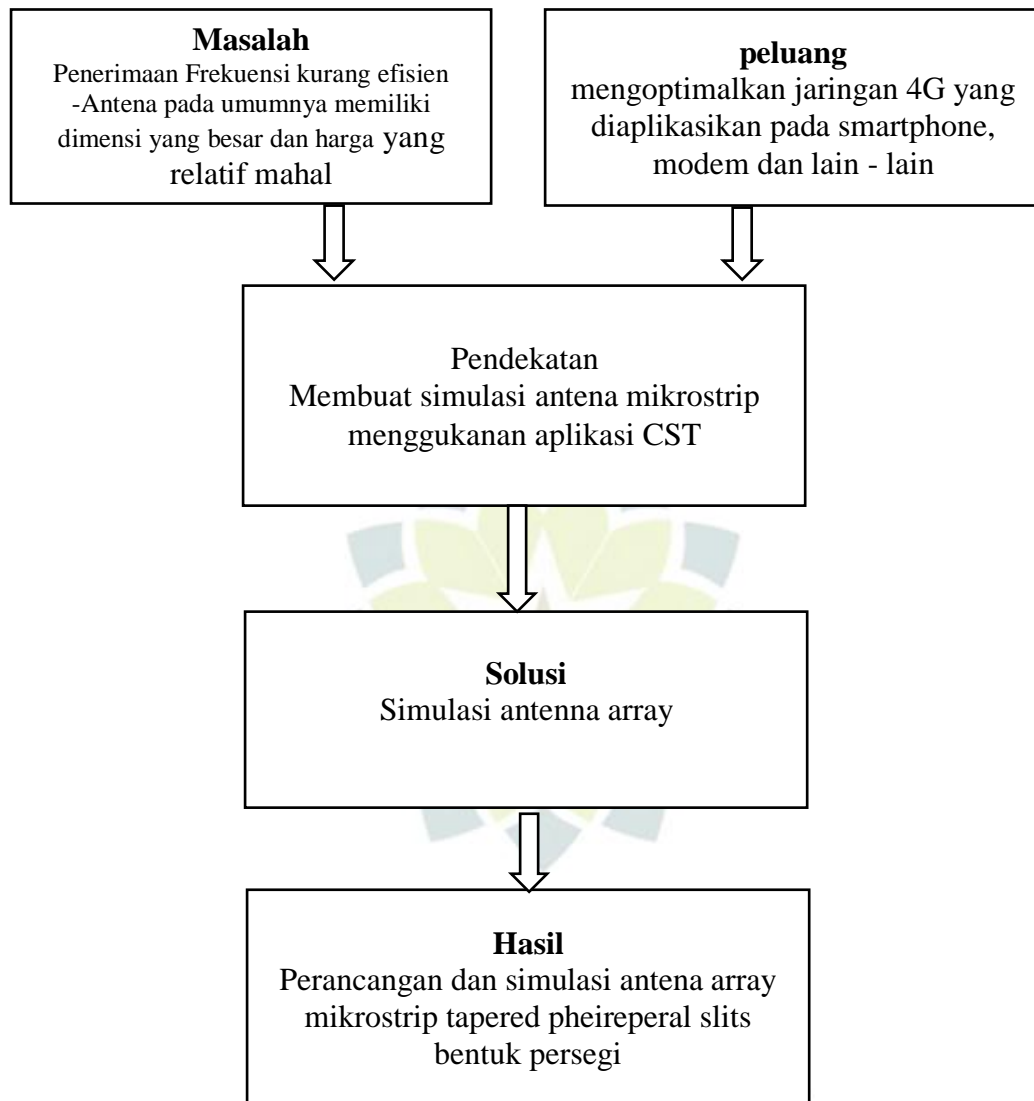 Masalah
Penerimaan Frekuensi kurang efisien
-Antena pada umumnya memiliki
dimensi yang besar dan harga yang
relatif mahal
peluang
mengoptimalkan jaringan 4G yang
diaplikasikan pada smartphone,
modem dan lain - lain
Pendekatan
Membuat simulasi antena mikrostrip
menggukanan aplikasi CST
Solusi
Simulasi antenna array
Hasil
Perancangan dan simulasi antena array
mikrostrip tapered pheireperal slits
bentuk persegi